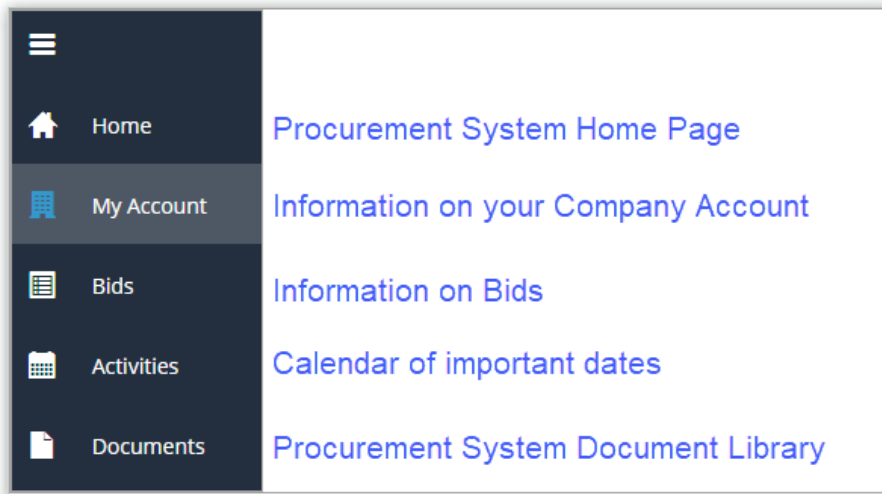 Home Procurement System Home Page
My Account Information on your Company Account
Bids Information on Bids
Activities Calendar of important dates
Documents Procurement System Document Library